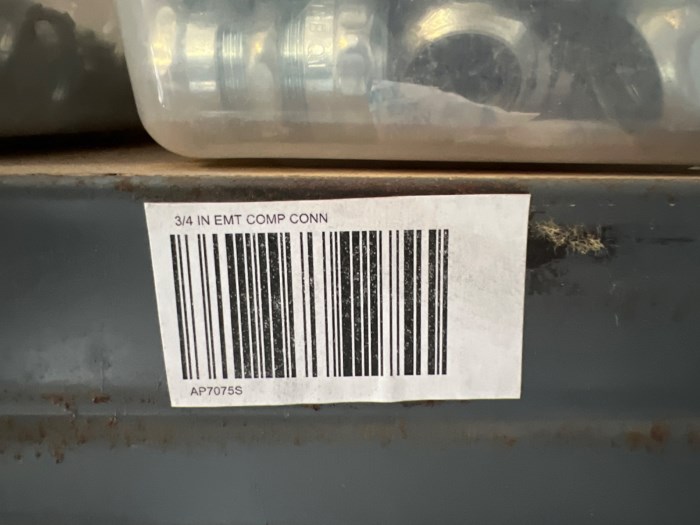 3/4 IN EMT COMP CONN
AP7075S